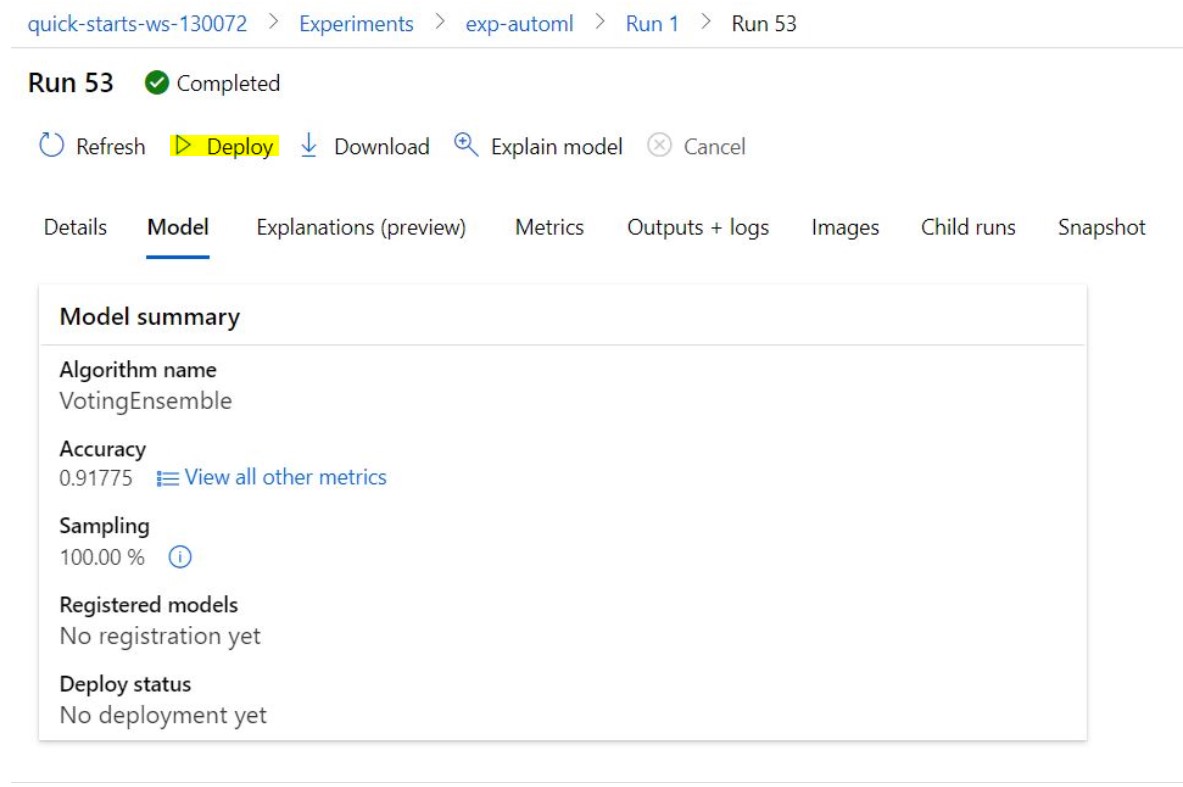 quick-starts-ws-130072 > Experiments > exp-automl > Run 1 > Run 53
Run 53 Completed
Refresh Deploy Download Explain model Cancel
Details Model Explanations (preview) Metrics Outputs + logs Images Child runs Snapshot
Model summary
Algorithm name
VotingEnsemble
Accuracy
0.91775 View all other metrics
Sampling
100.00 %
Registered models
No registration yet
Deploy status
No deployment yet